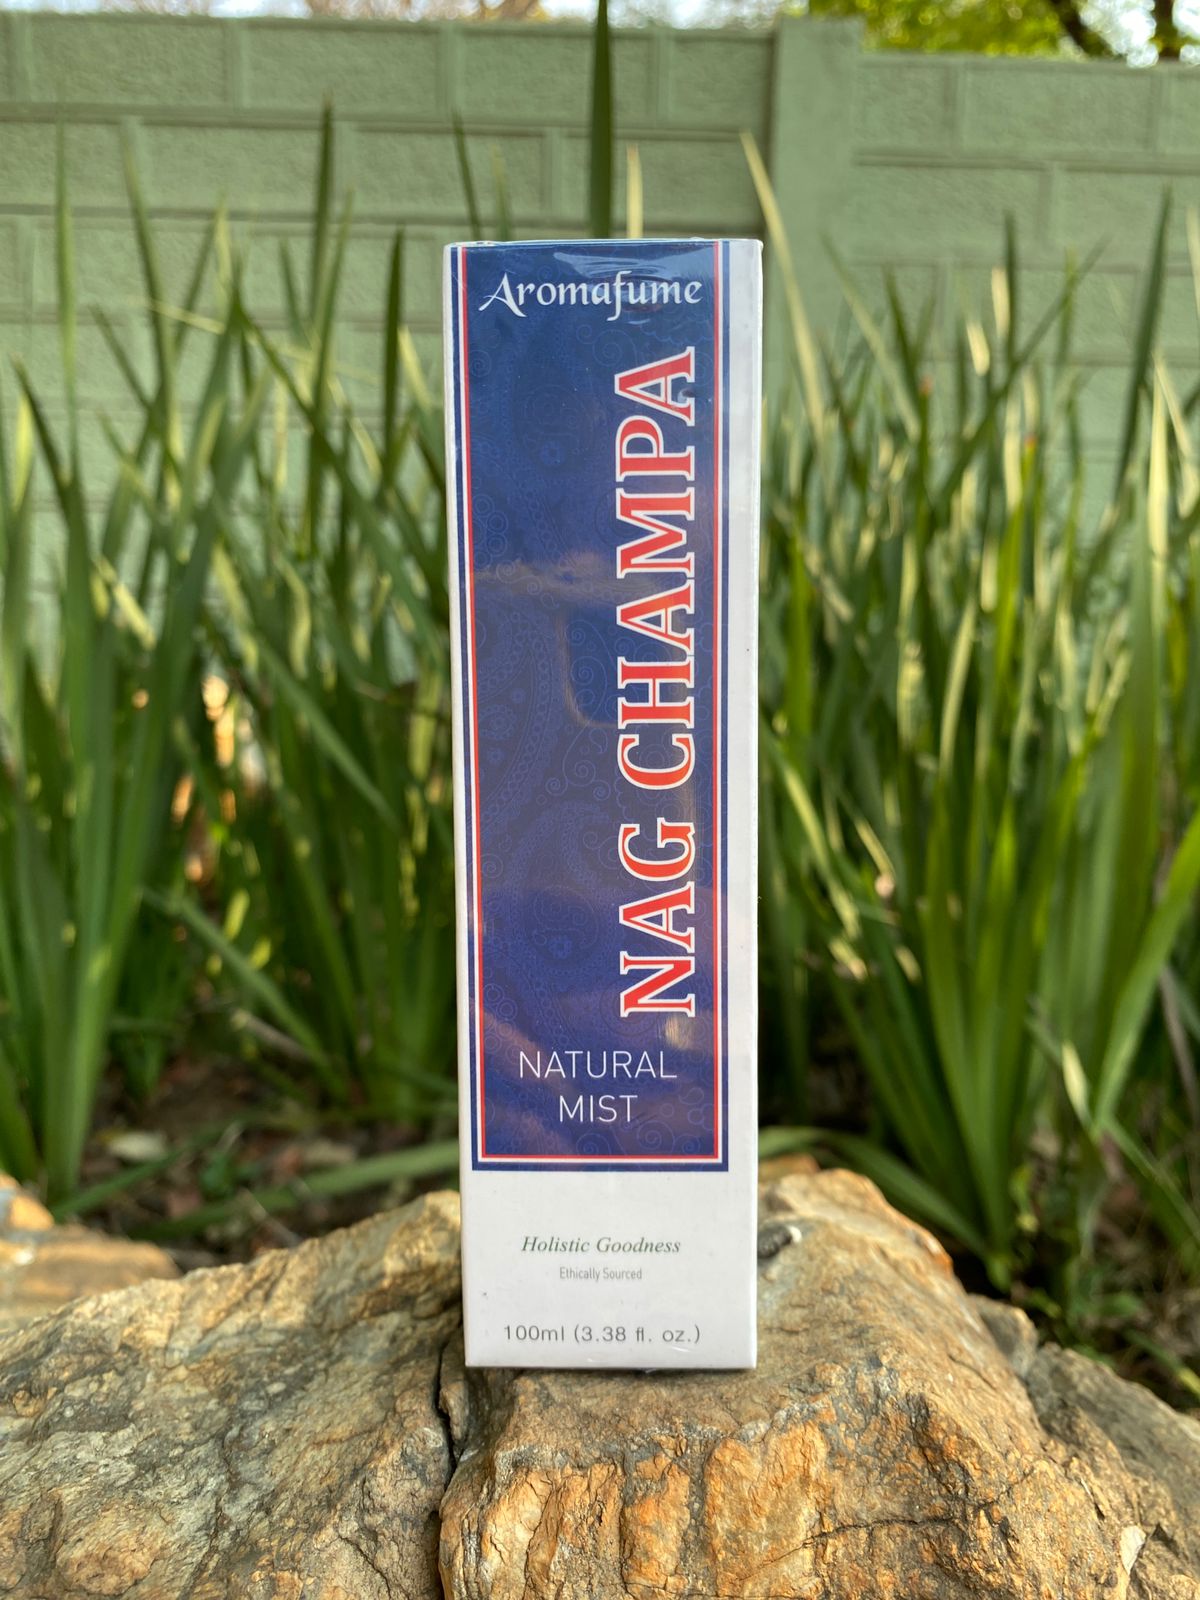 Aromafume
NAG CHAMPA
NATURAL
MIST
Holistic Goodness
Ethically Sourced
100ml (3.38 fl. oz.)